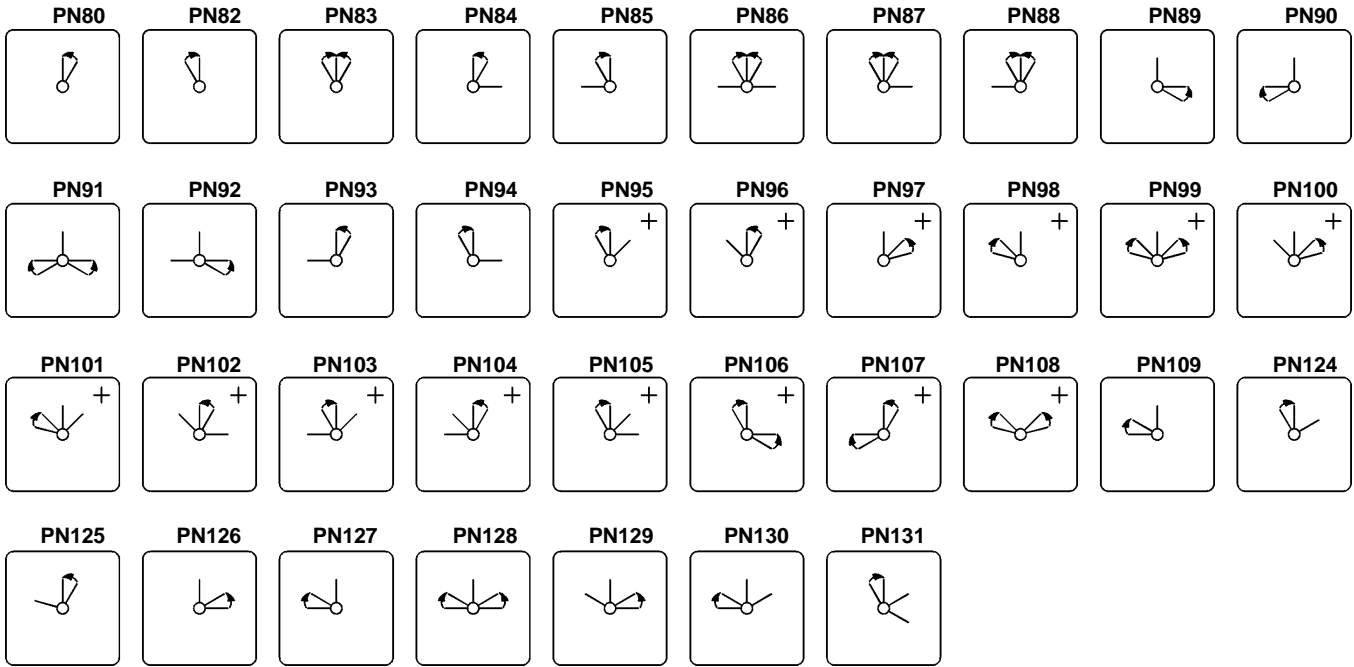 PN80 PN82 PN83 PN84 PN85 PN86 PN87 PN88 PN89 PN90
PN91 PN92 PN93 PN94 PN95 PN96 PN97 PN98 PN99 PN100
+ + + + + +
PN101 PN102 PN103 PN104 PN105 PN106 PN107 PN108 PN109 PN124
+ + + + + + + +
PN125 PN126 PN127 PN128 PN129 PN130 PN131